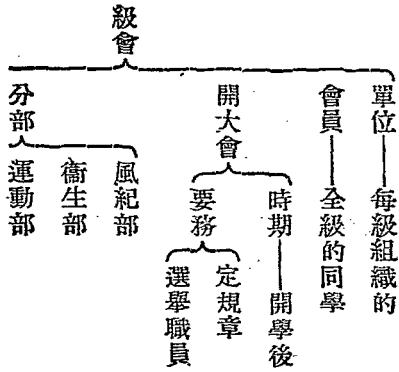 級會
單位——每級組織的
會員——全級的同學
開大會
時期——開學後
要務
定規章
選舉職員
分部
風紀部
衞生部
運動部